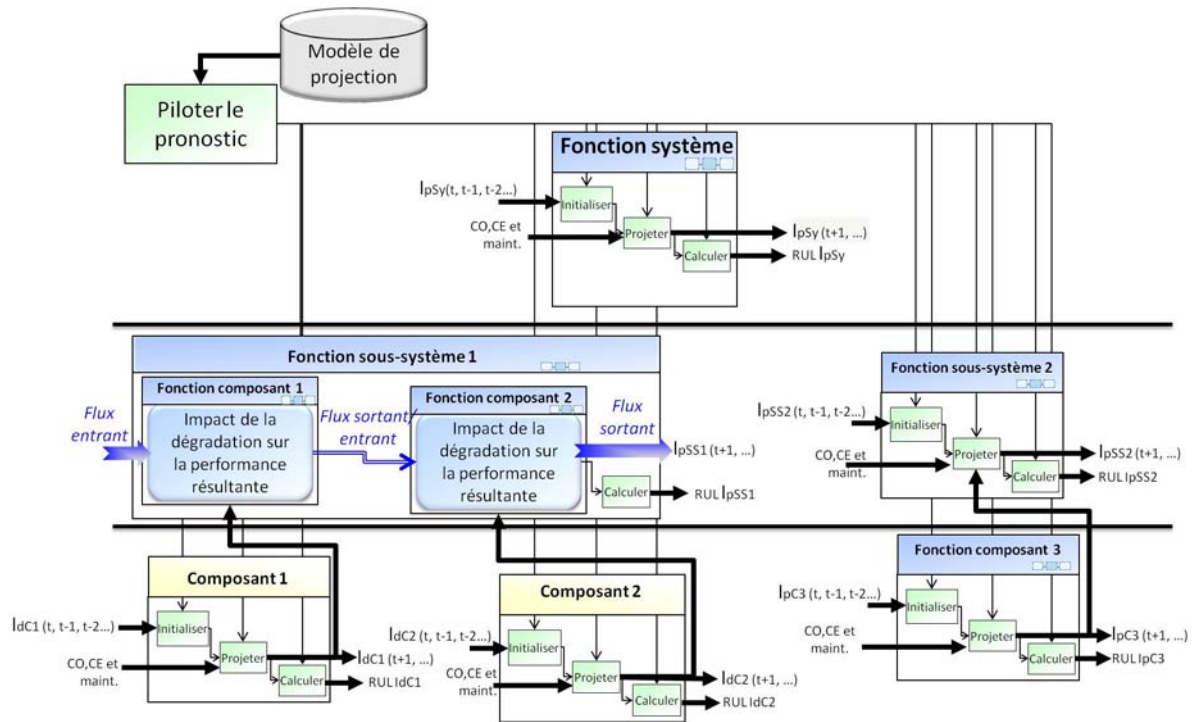 Modèle de
projection
Piloter le
pronostic
Fonction système
IpSy(t, t-1, t-2...)
Initialiser
CO,CE et
maint.
Projeter
IpSy (t+1, ...)
Calculer
RUL IpSy
Fonction sous-système 1
Fonction composant 1
Flux
entrant
Impact de la
dégradation sur
la performance
résultante
Flux sortant/
entrant
Fonction composant 2
Impact de la
dégradation sur
la performance
résultante
Flux
sortant
IpSS1 (t+1, ...)
Calculer
RUL IpSS1
Fonction sous-système 2
IpSS2 (t, t-1, t-2...)
Initialiser
CO,CE et
maint.
Projeter
IpSS2 (t+1, ...)
Calculer
RUL IpSS2
Composant 1
IdC1 (t, t-1, t-2...)
Initialiser
CO,CE et
maint.
Projeter
IdC1 (t+1, ...)
Calculer
RUL IdC1
Composant 2
IdC2 (t, t-1, t-2...)
Initialiser
CO,CE et
maint.
Projeter
IdC2 (t+1, ...)
Calculer
RUL IdC2
Fonction composant 3
IpC3 (t, t-1, t-2...)
Initialiser
CO,CE et
maint.
Projeter
IpC3 (t+1, ...)
Calculer
RUL IpC3